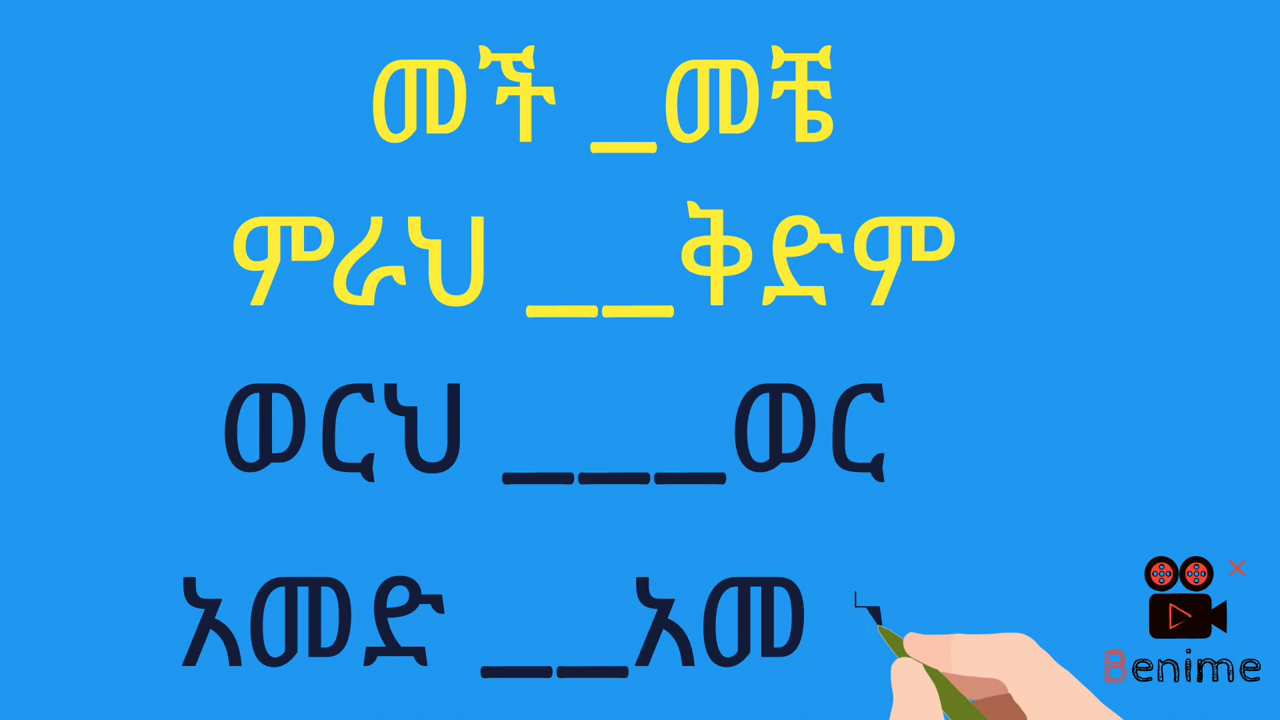 መች _መቼ
ምራህ __ቅድም
ወርህ ___ወር
አመድ __አመ
Benime